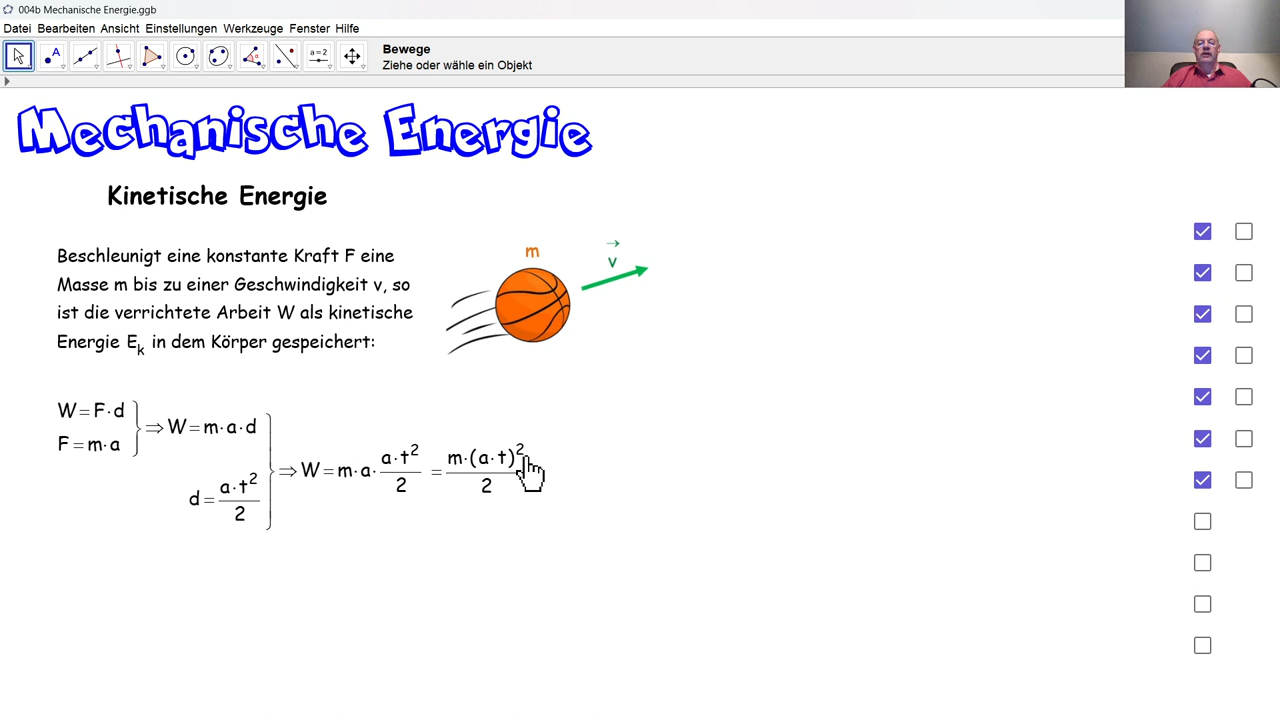 004b Mechanische Energie.ggb
Datei Bearbeiten Ansicht Einstellungen Werkzeuge Fenster Hilfe
A
a=2
Bewege
Ziehe oder wähle ein Objekt
Mechanische Energie
Kinetische Energie
Beschleunigt eine konstante Kraft F eine
Masse m bis zu einer Geschwindigkeit v, so
ist die verrichtete Arbeit W als kinetische
Energie E_k in dem Körper gespeichert:
m
v⃗
W = F·d
F = m·a
⇒ W = m·a·d
d = a·t²/2
⇒ W = m·a· a·t²/2 = m·(a·t)²/2